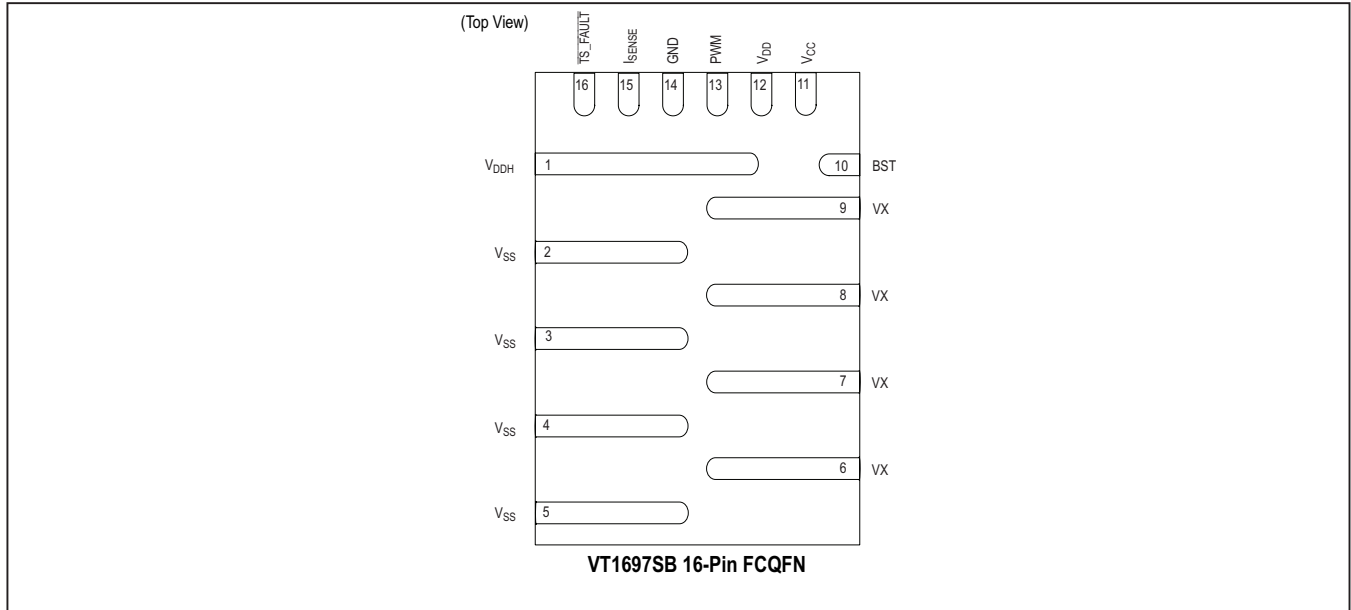 (Top View)
TS_FAULT
ISENSE
GND
PWM
VDD
VCC
16 15 14 13 12 11
VDDH 1 10 BST
9 VX
VSS 2
8 VX
VSS 3
7 VX
VSS 4
6 VX
VSS 5
VT1697SB 16-Pin FCQFN